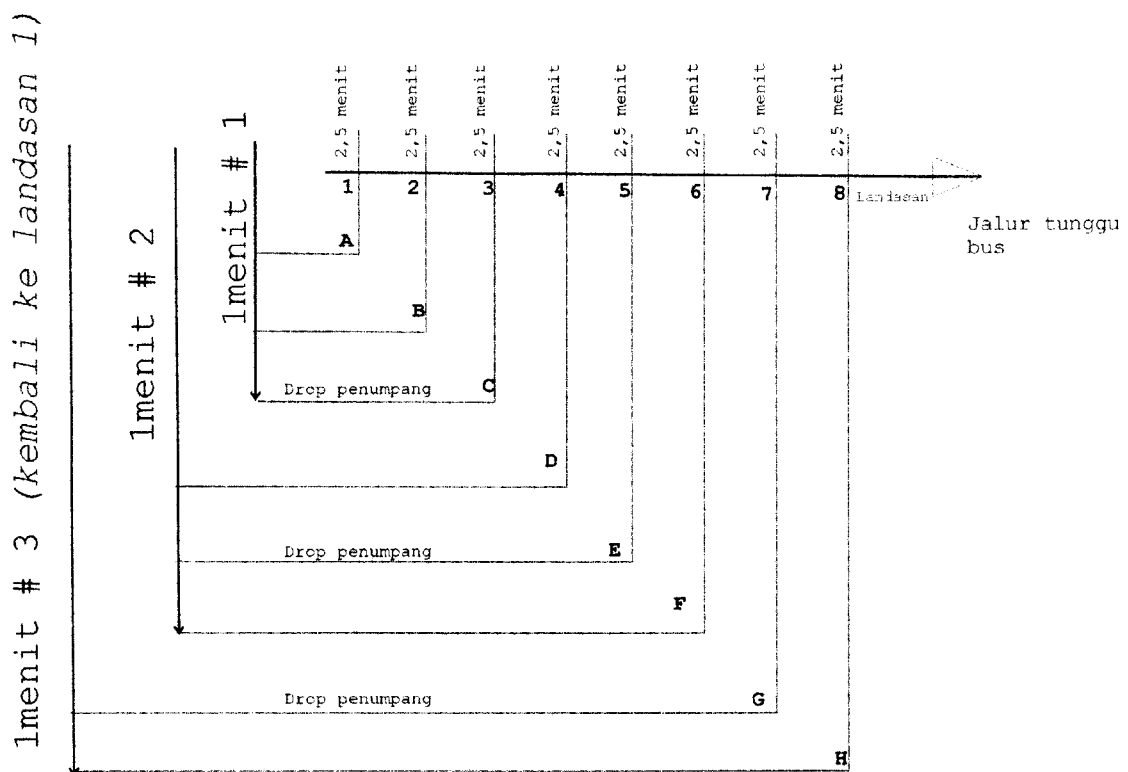 1menit # 3 (kembali ke landasan 1)
1menit # 2
1menit # 1
2,5 menit
2,5 menit
2,5 menit
2,5 menit
2,5 menit
2,5 menit
2,5 menit
2,5 menit
1 2 3 4 5 6 7 8
Landasan
Jalur tunggu
bus
A
B
Drop penumpang C
D
Drop penumpang E
F
Drop penumpang G
H